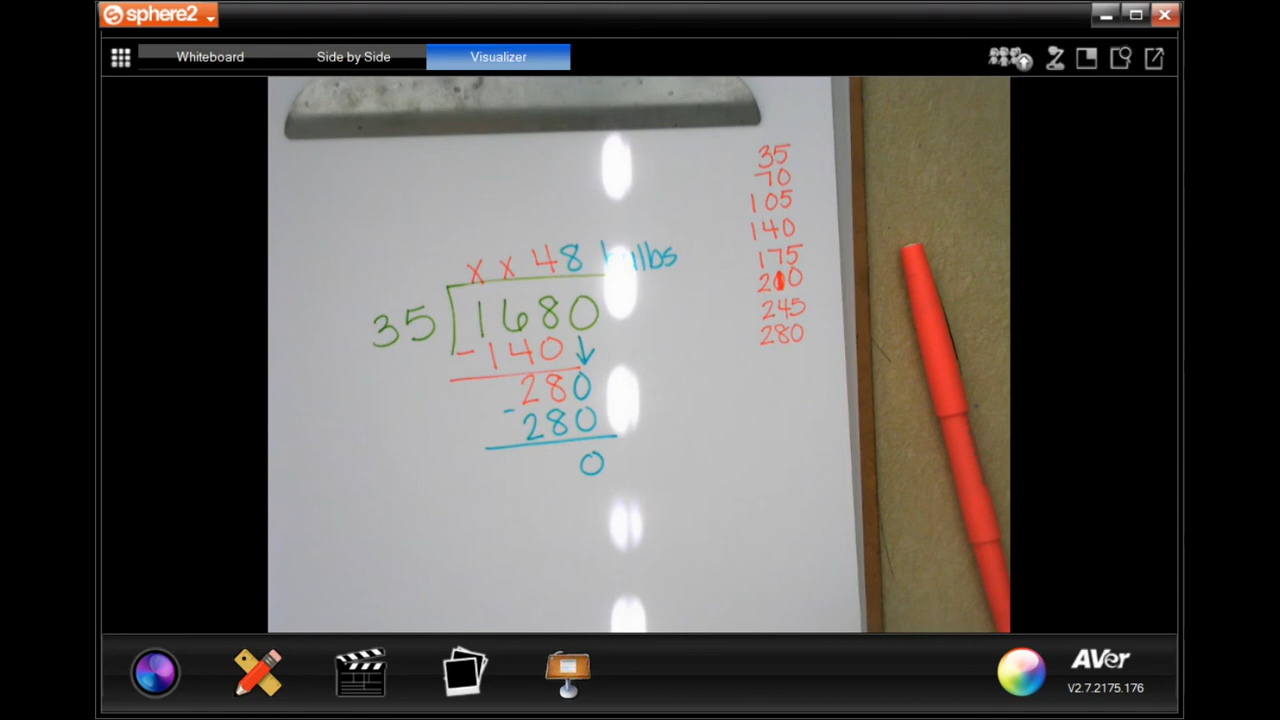 sphere2
Whiteboard Side by Side Visualizer
35
70
105
140
175
210
245
280
x x 48
35 1680
-140↓
280
-280
0
AVer
V2.7.2175.176